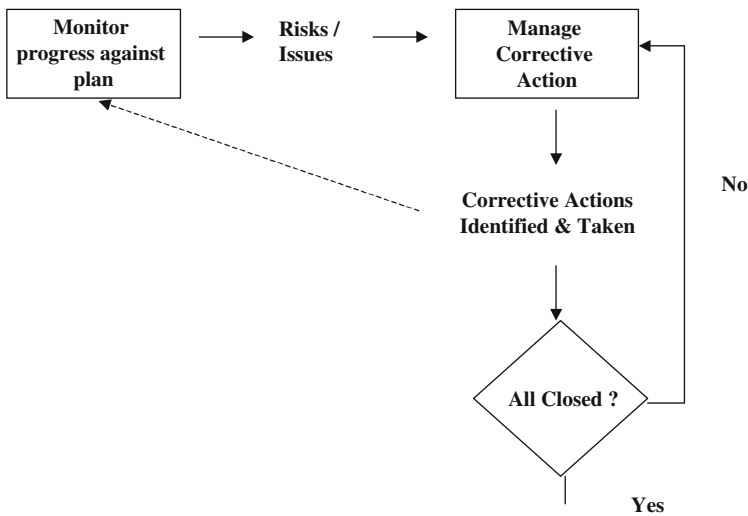 Monitor
progress against
plan
Risks /
Issues
Manage
Corrective
Action
No
Corrective Actions
Identified & Taken
All Closed ?
Yes